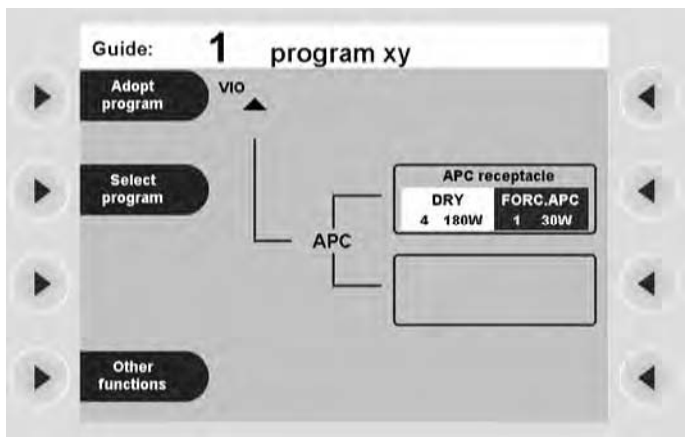 Guide: 1 program xy
Adopt
program
VIO
Select
program
APC receptacle
DRY FORC.APC
4 180W 1 30W
APC
Other
functions